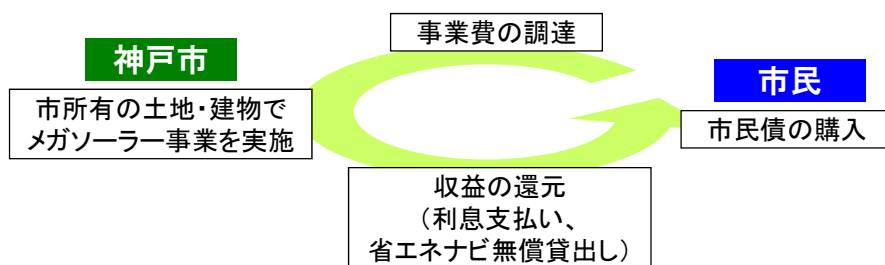 事業費の調達
神戸市
市所有の土地・建物で
メガソーラー事業を実施
市民
市民債の購入
収益の還元
（利息支払い、
省エネナビ無償貸出し）